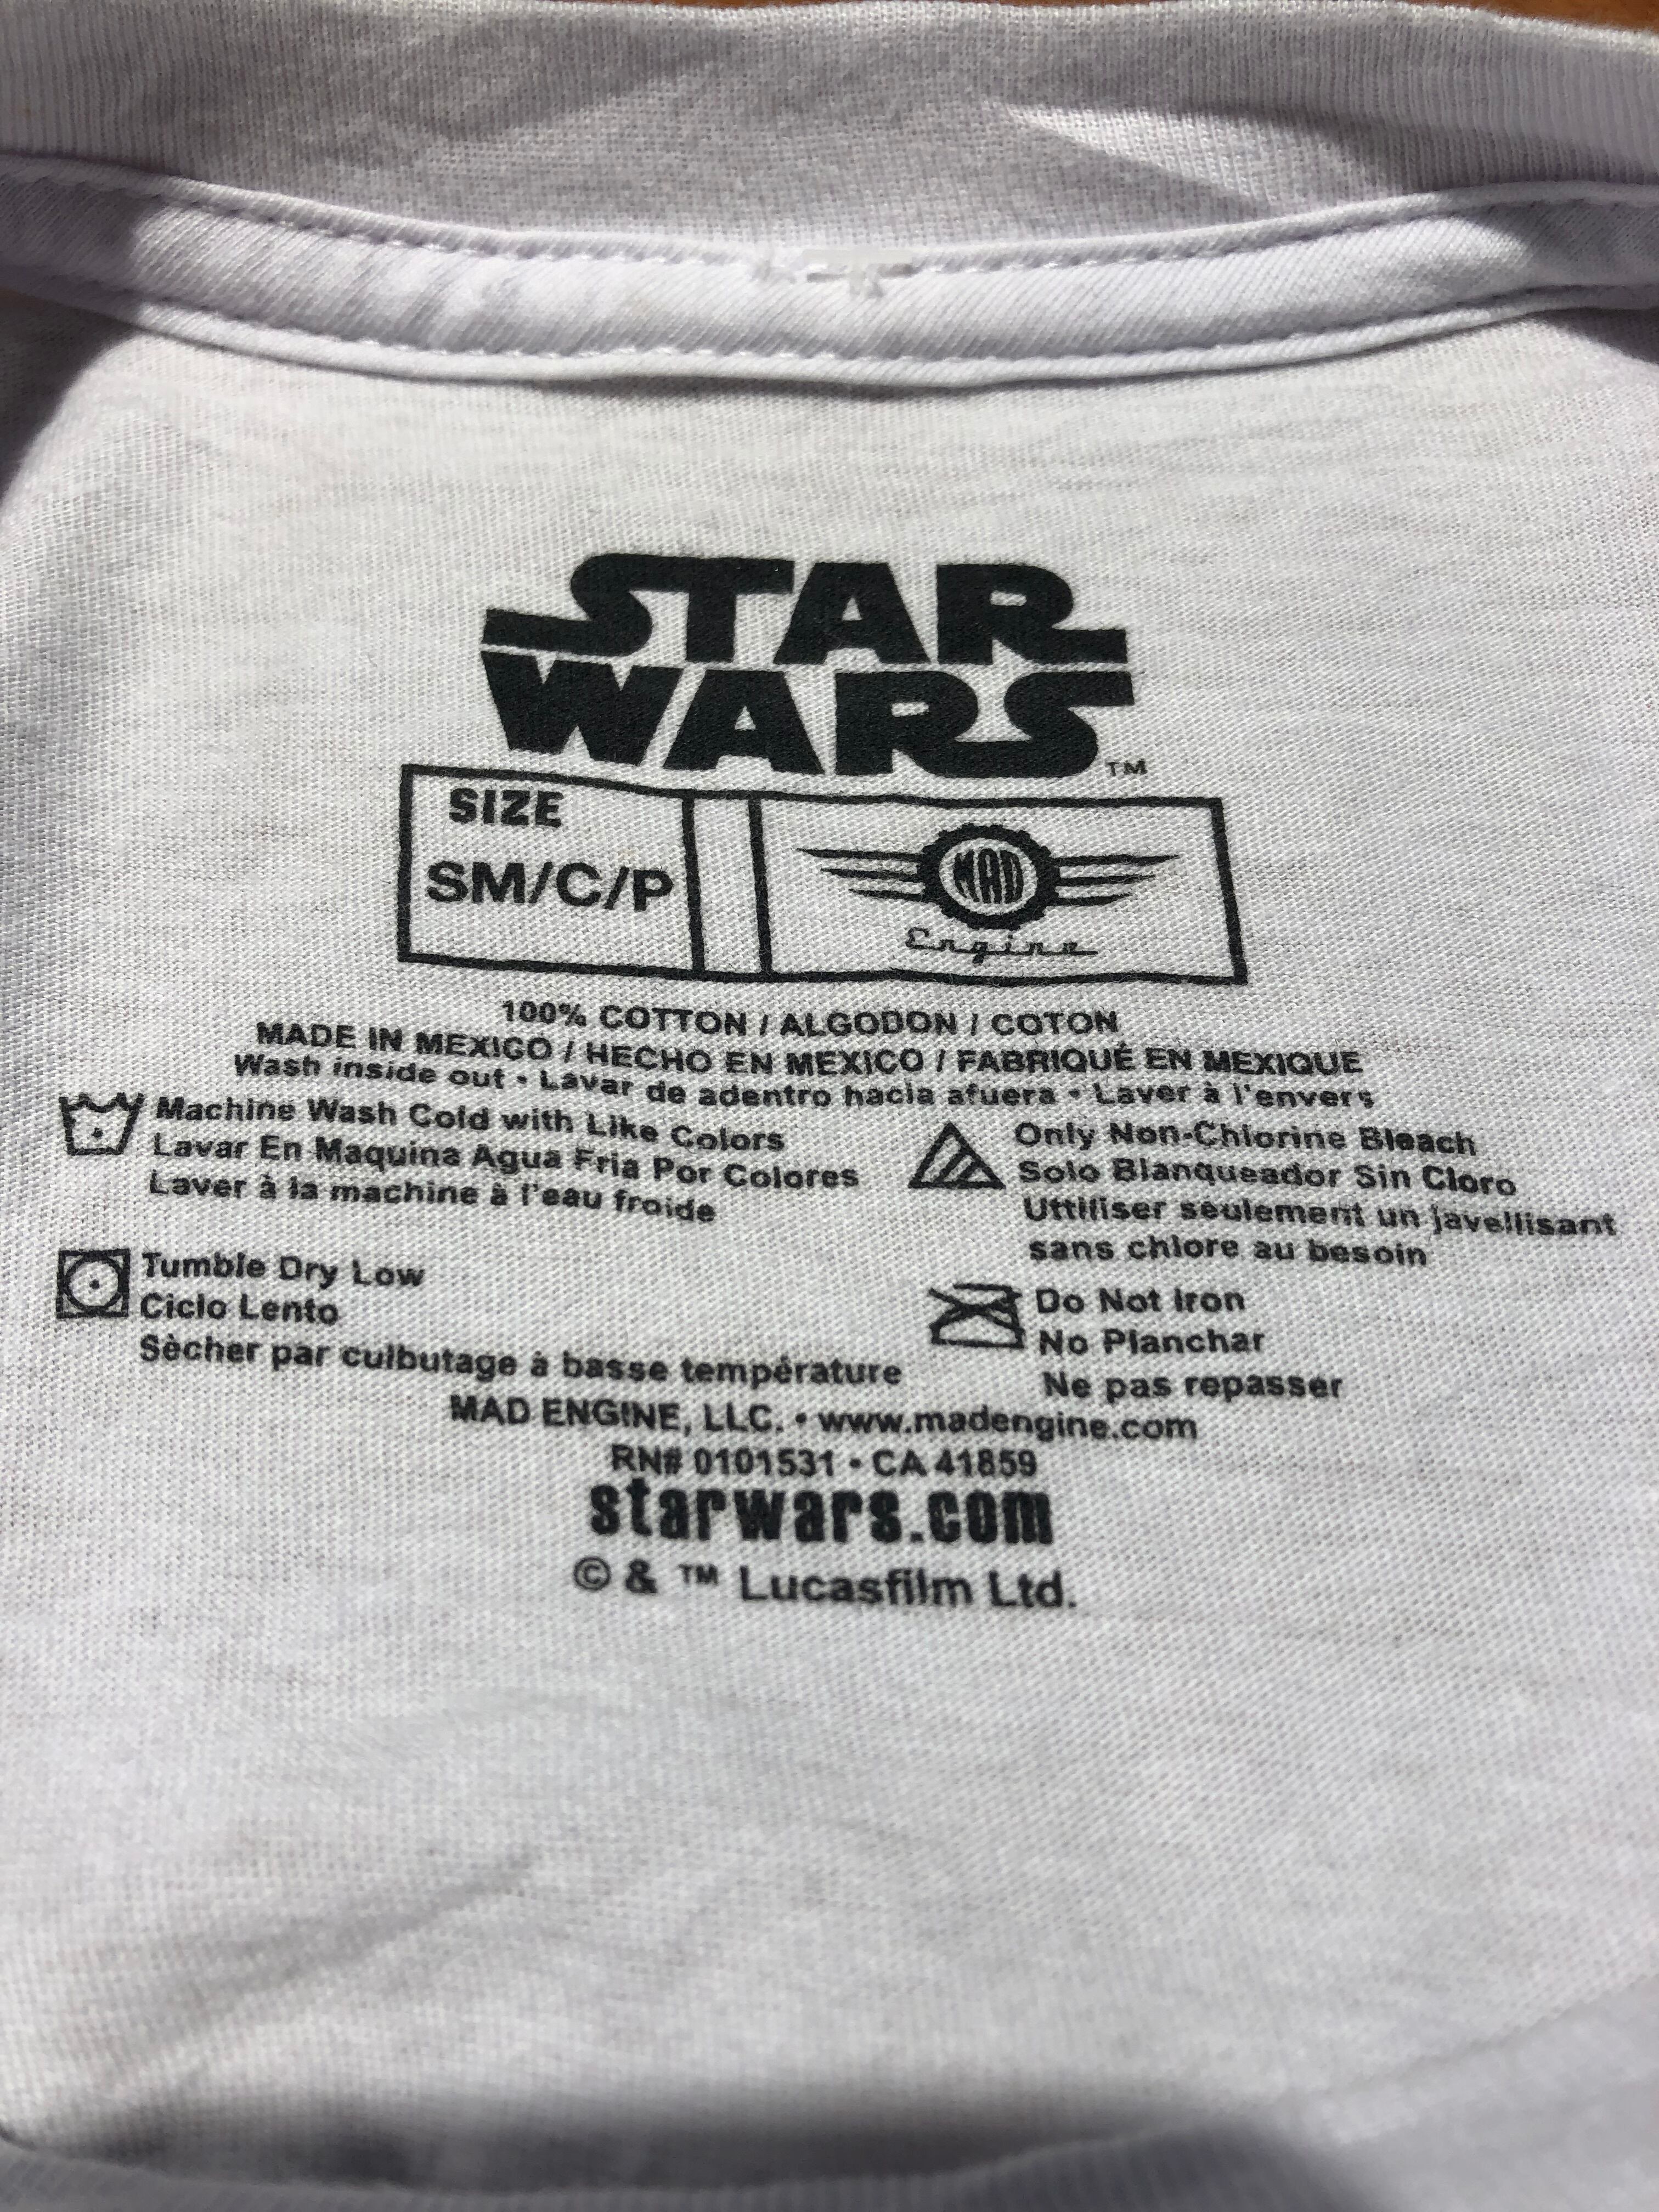 STAR
WARS™
SIZE
SM/C/P
MAD
Engine
100% COTTON / ALGODON / COTON
MADE IN MEXICO / HECHO EN MEXICO / FABRIQUÉ EN MEXIQUE
Wash inside out • Lavar de adentro hacia afuera • Laver à l'envers
Machine Wash Cold with Like Colors
Lavar En Maquina Agua Fria Por Colores
Laver à la machine à l'eau froide
Only Non-Chlorine Bleach
Solo Blanqueador Sin Cloro
Uttiliser seulement un javellisant
sans chlore au besoin
Tumble Dry Low
Ciclo Lento
Sècher par culbutage à basse température
Do Not Iron
No Planchar
Ne pas repasser
MAD ENGINE, LLC. • www.madengine.com
RN# 0101531 • CA 41859
starwars.com
© & ™ Lucasfilm Ltd.